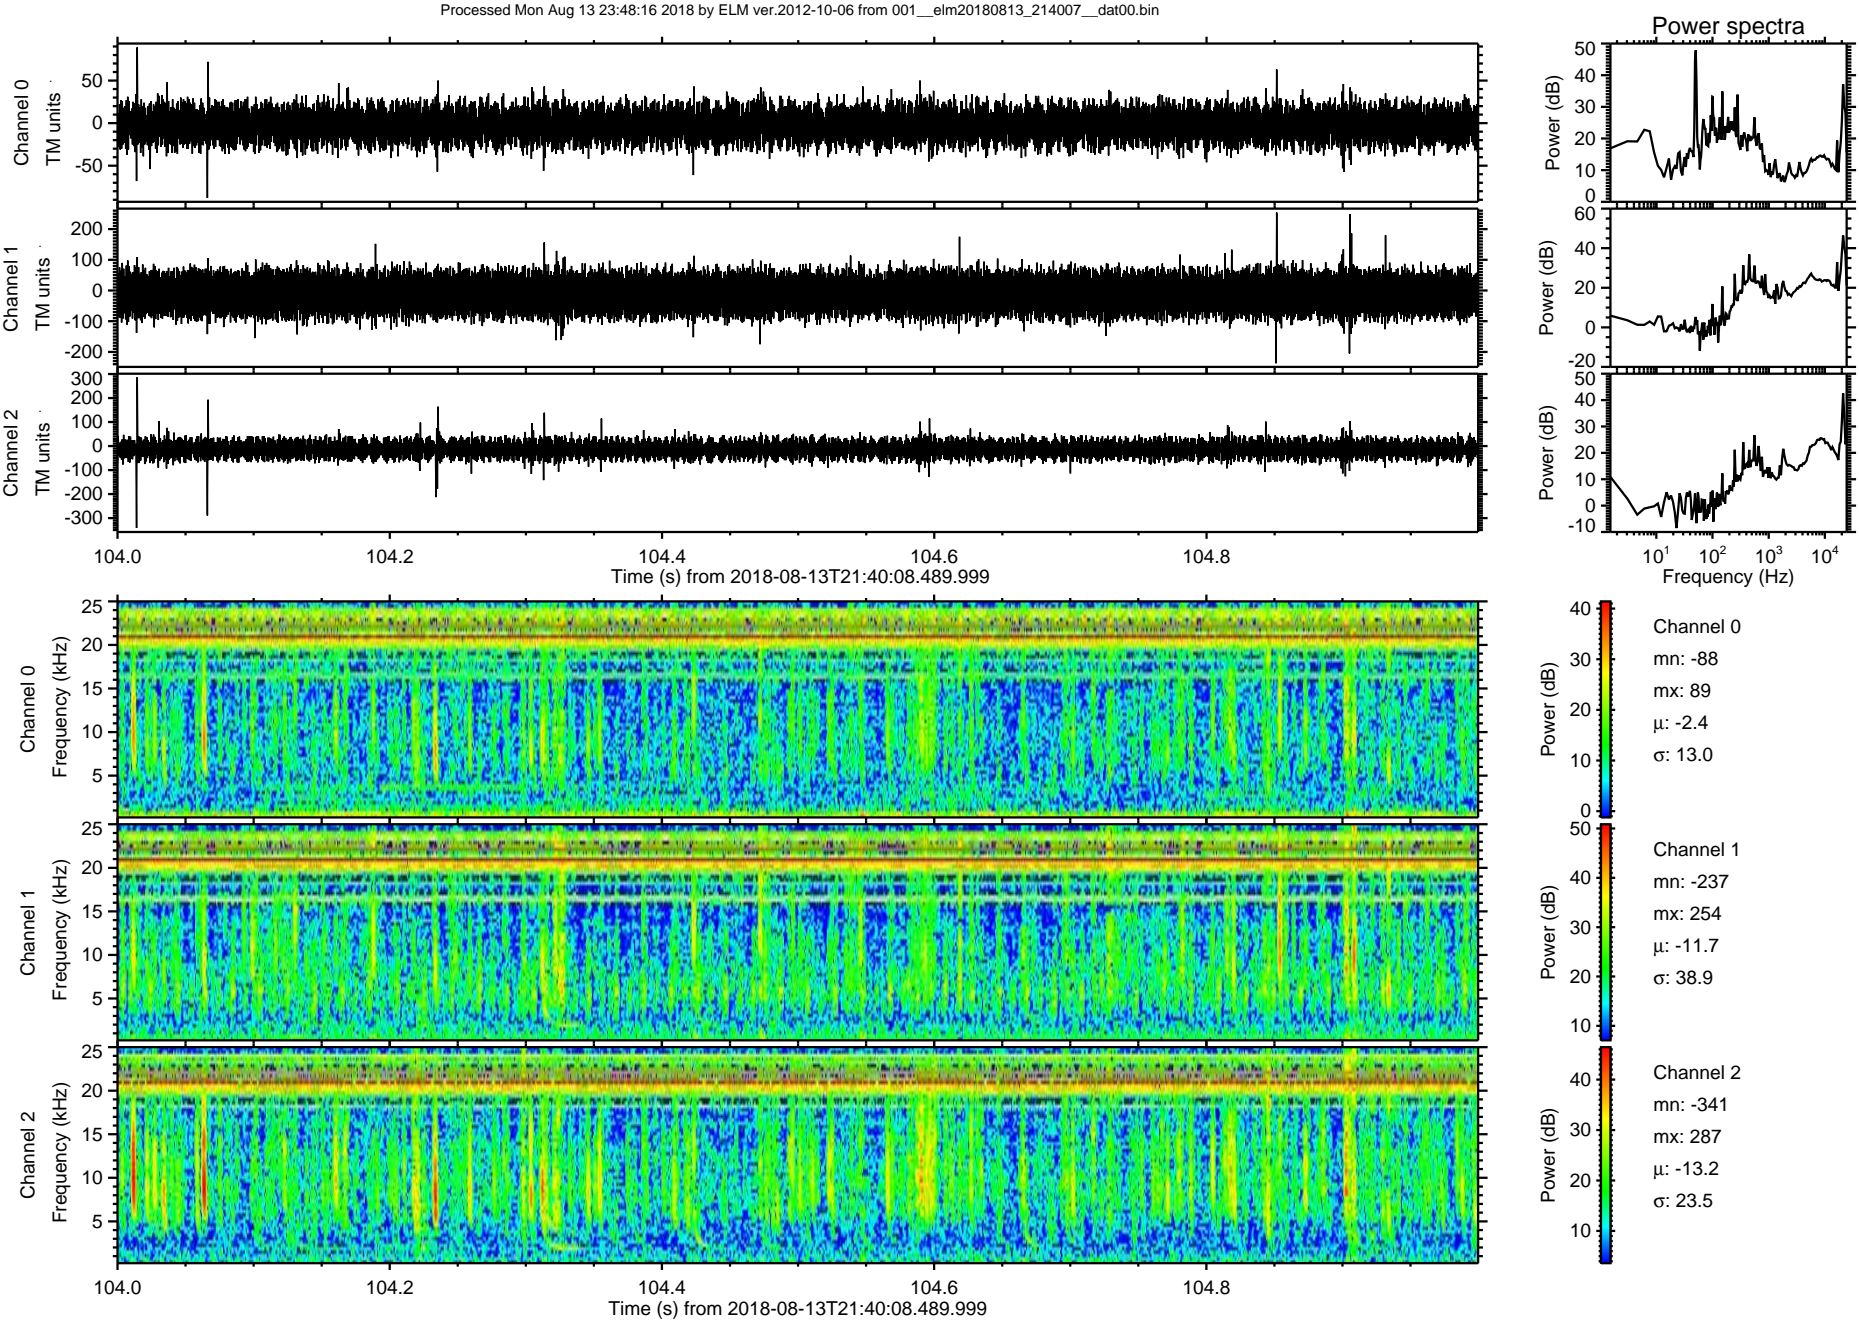 Processed Mon Aug 13 23:48:16 2018 by ELM ver.2012-10-06 from 001__elm20180813_214007__dat00.bin
Power spectra
Channel 0
TM units
50
0
-50
Power (dB)
50
40
30
20
10
0
Channel 1
TM units
200
100
0
-100
-200
Power (dB)
60
40
20
0
-20
Channel 2
TM units
300
200
100
0
-100
-200
-300
Power (dB)
50
40
30
20
10
0
-10
104.0 104.2 104.4 104.6 104.8
Time (s) from 2018-08-13T21:40:08.489.999
10^1 10^2 10^3 10^4
Frequency (Hz)
Channel 0
Frequency (kHz)
25
20
15
10
5
Power (dB)
40
30
20
10
0
Channel 0
mn: -88
mx: 89
μ: -2.4
σ: 13.0
Channel 1
Frequency (kHz)
25
20
15
10
5
Power (dB)
50
40
30
20
10
Channel 1
mn: -237
mx: 254
μ: -11.7
σ: 38.9
Channel 2
Frequency (kHz)
25
20
15
10
5
Power (dB)
40
30
20
10
Channel 2
mn: -341
mx: 287
μ: -13.2
σ: 23.5
104.0 104.2 104.4 104.6 104.8
Time (s) from 2018-08-13T21:40:08.489.999